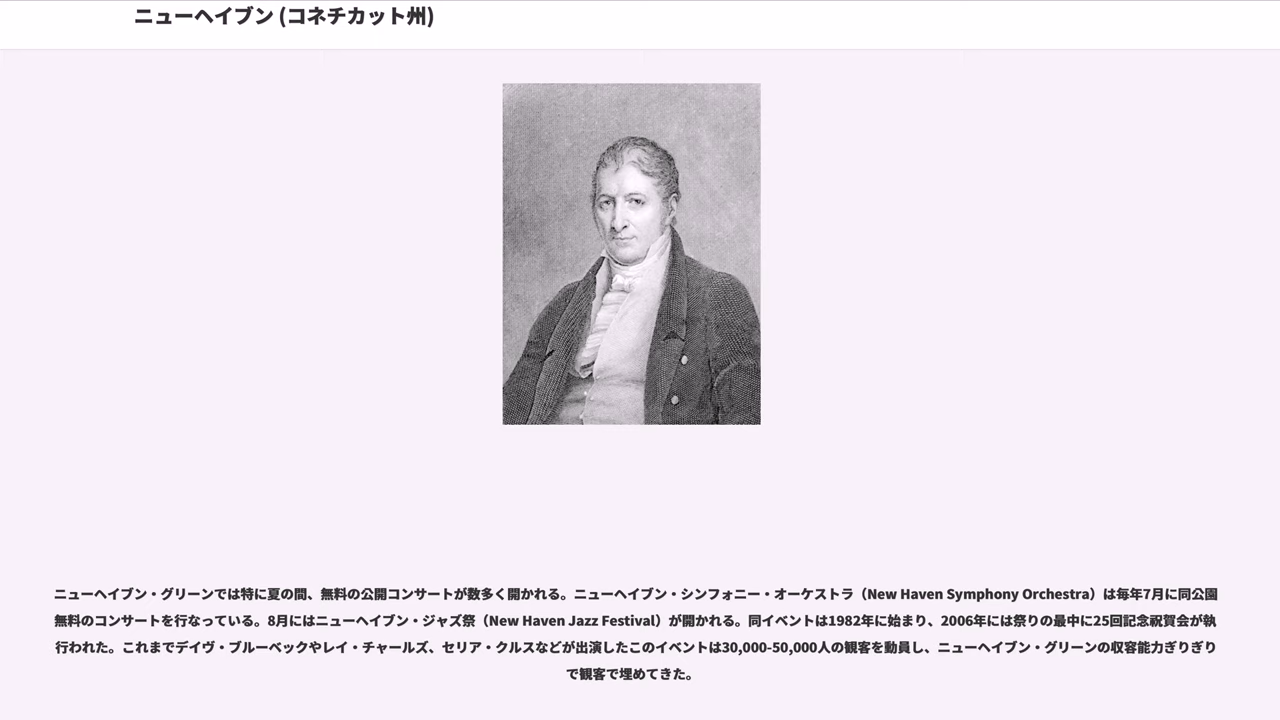 ニューヘイブン (コネチカット州)
ニューヘイブン・グリーンでは特に夏の間、無料の公開コンサートが数多く開かれる。ニューヘイブン・シンフォニー・オーケストラ（New Haven Symphony Orchestra）は毎年7月に同公園
無料のコンサートを行なっている。8月にはニューヘイブン・ジャズ祭（New Haven Jazz Festival）が開かれる。同イベントは1982年に始まり、2006年には祭りの最中に25回記念祝賀会が執
行われた。これまでデイヴ・ブルーベックやレイ・チャールズ、セリア・クルスなどが出演したこのイベントは30,000-50,000人の観客を動員し、ニューヘイブン・グリーンの収容能力ぎりぎり
で観客で埋めてきた。